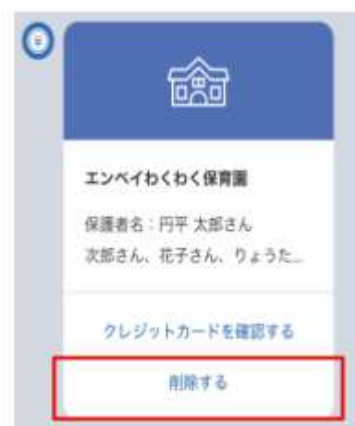 エンペイわくわく保育園
保護者名：円平 太郎さん
次郎さん、花子さん、りょうた...
クレジットカードを確認する
削除する